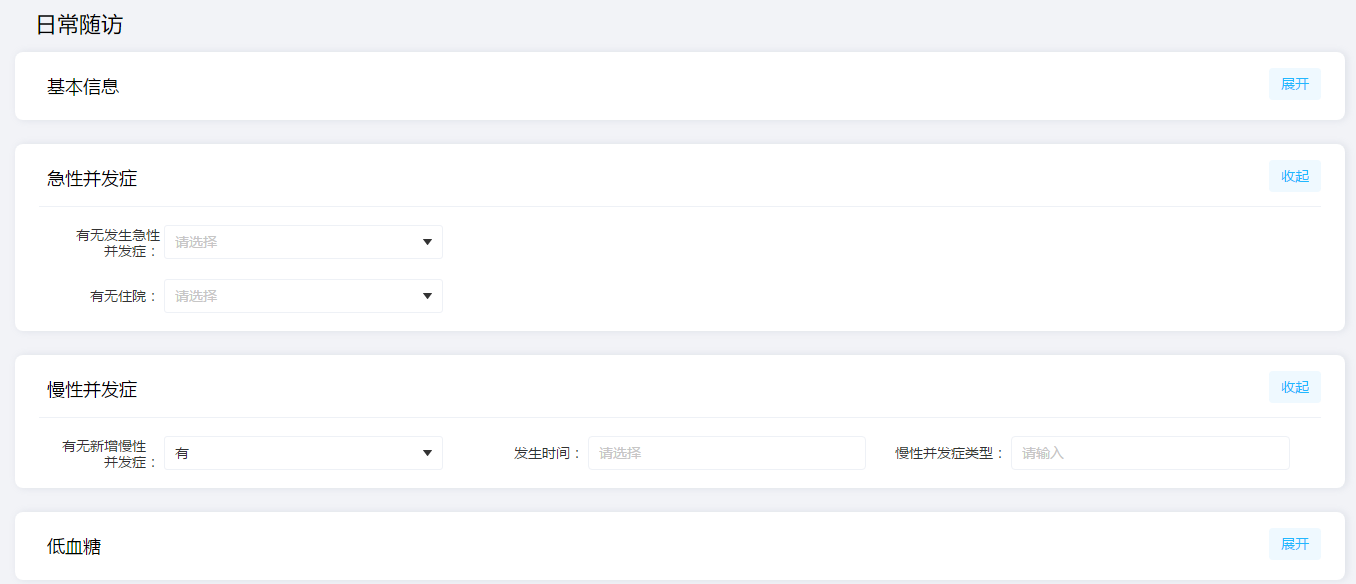 日常随访
基本信息
展开
急性并发症
收起
有无发生急性
并发症：
请选择
有无住院：
请选择
慢性并发症
收起
有无新增慢性
并发症：
有
发生时间：
请选择
慢性并发症类型：
请输入
低血糖
展开